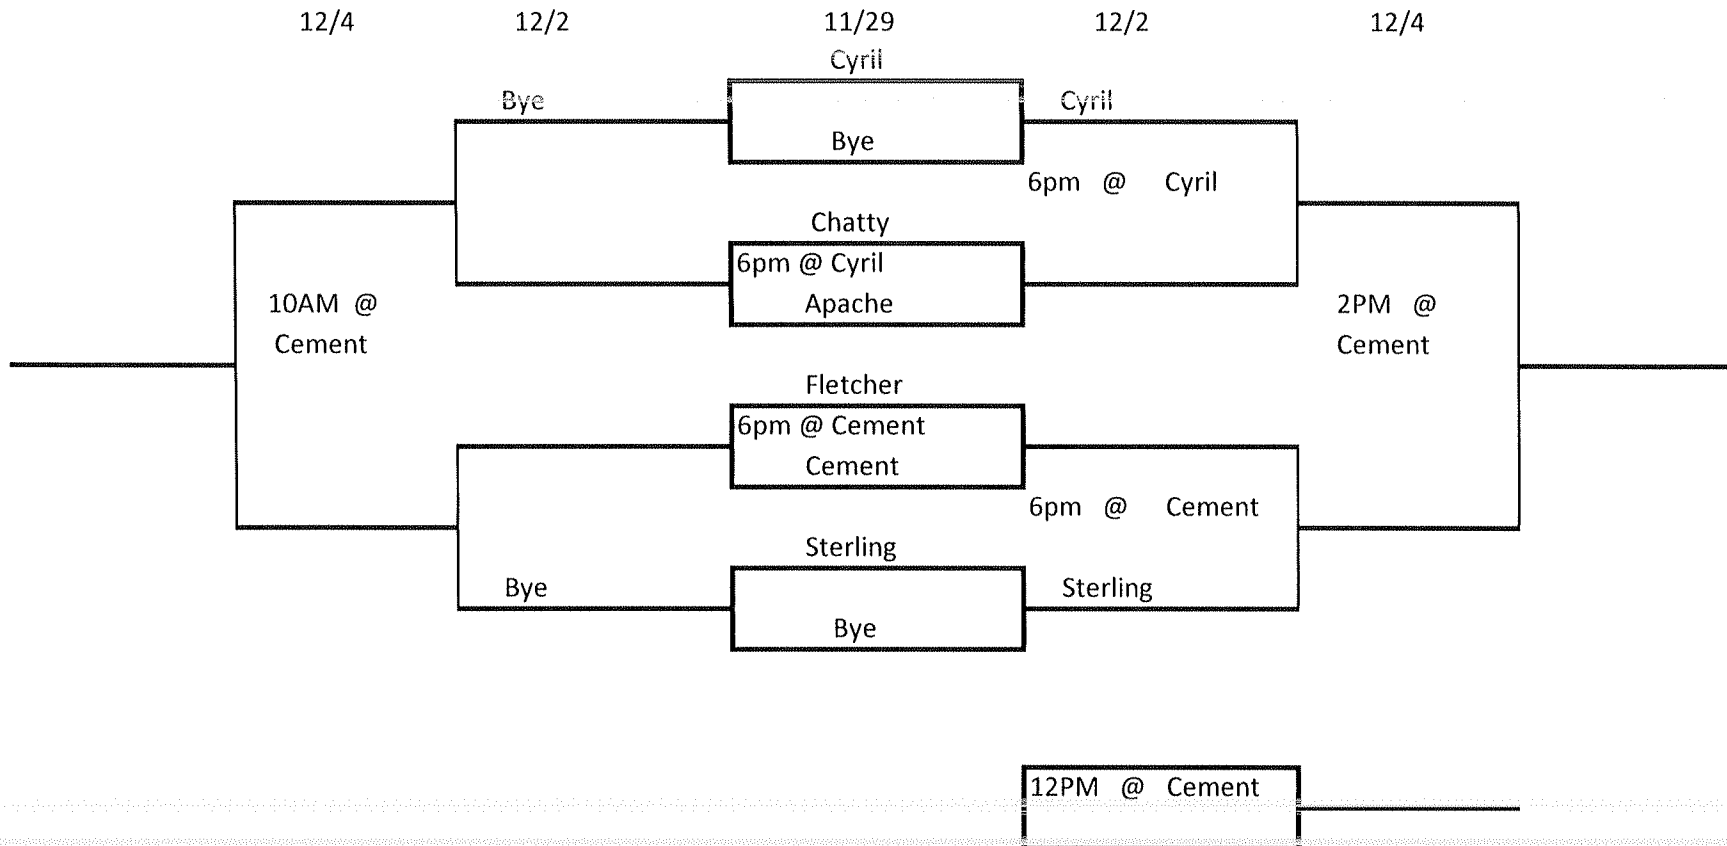 12/4 12/2 11/29 12/2 12/4
Cyril
Bye Cyril
Bye
6pm @ Cyril
Chatty
6pm @ Cyril
10AM @ Apache 2PM @
Cement Cement
Fletcher
6pm @ Cement
Cement
6pm @ Cement
Sterling
Bye Sterling
Bye
12PM @ Cement